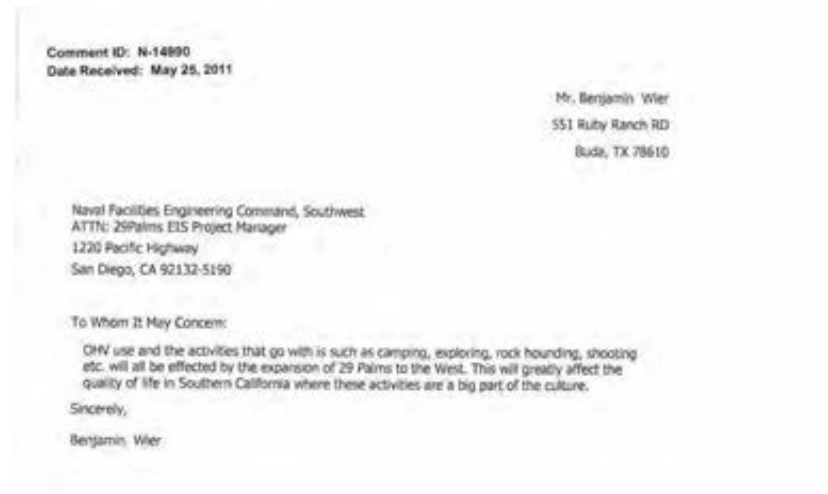 Comment ID: N-14890
Date Received: May 25, 2011
Mr. Benjamin Wier
551 Ruby Ranch RD
Buda, TX 78610
Naval Facilities Engineering Command, Southwest
ATTN: 29Palms EIS Project Manager
1220 Pacific Highway
San Diego, CA 92132-5190
To Whom It May Concern:
OHV use and the activities that go with is such as camping, exploring, rock hounding, shooting
etc. will all be effected by the expansion of 29 Palms to the West. This will greatly affect the
quality of life in Southern California where these activities are a big part of the culture.
Sincerely,
Benjamin Wier